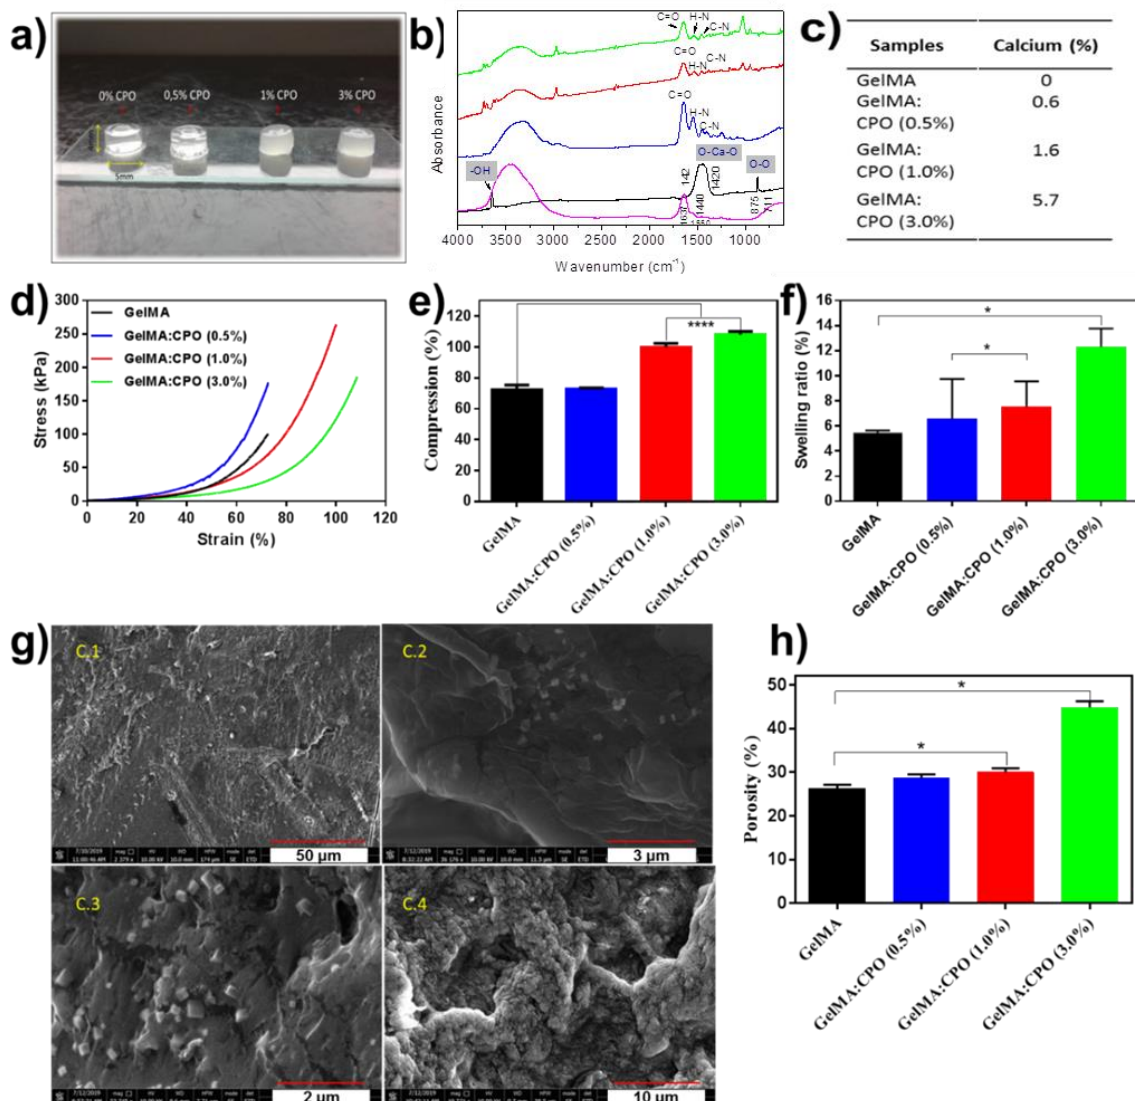 a)
0% CPO 0,5% CPO 1% CPO 3% CPO
5mm
b)
C=O
H-N
C-N
C=O
H-N
C-N
C=O
H-N
C-N
O-Ca-O
O-O
-OH
142
1420
1440
875
Absorbance
4000 3500 3000 2500 2000 1500 1000
Wavenumber (cm-1)
c)
Samples Calcium (%)
GelMA 0
GelMA: 0.6
CPO (0.5%)
GelMA: 1.6
CPO (1.0%)
GelMA: 5.7
CPO (3.0%)
d)
300
250
200
150
100
50
0
Stress (kPa)
GelMA
GelMA:CPO (0.5%)
GelMA:CPO (1.0%)
GelMA:CPO (3.0%)
0 20 40 60 80 100 120
Strain (%)
e)
120
100
80
60
40
20
0
Compression (%)
****
GelMA
GelMA:CPO (0.5%)
GelMA:CPO (1.0%)
GelMA:CPO (3.0%)
f)
16
14
12
10
8
6
4
2
0
Swelling ratio (%)
*
*
GelMA
GelMA:CPO (0.5%)
GelMA:CPO (1.0%)
GelMA:CPO (3.0%)
g)
C.1
50 µm
C.2
3 µm
C.3
2 µm
C.4
10 µm
h)
50
40
30
20
10
0
Porosity (%)
*
*
GelMA
GelMA:CPO (0.5%)
GelMA:CPO (1.0%)
GelMA:CPO (3.0%)